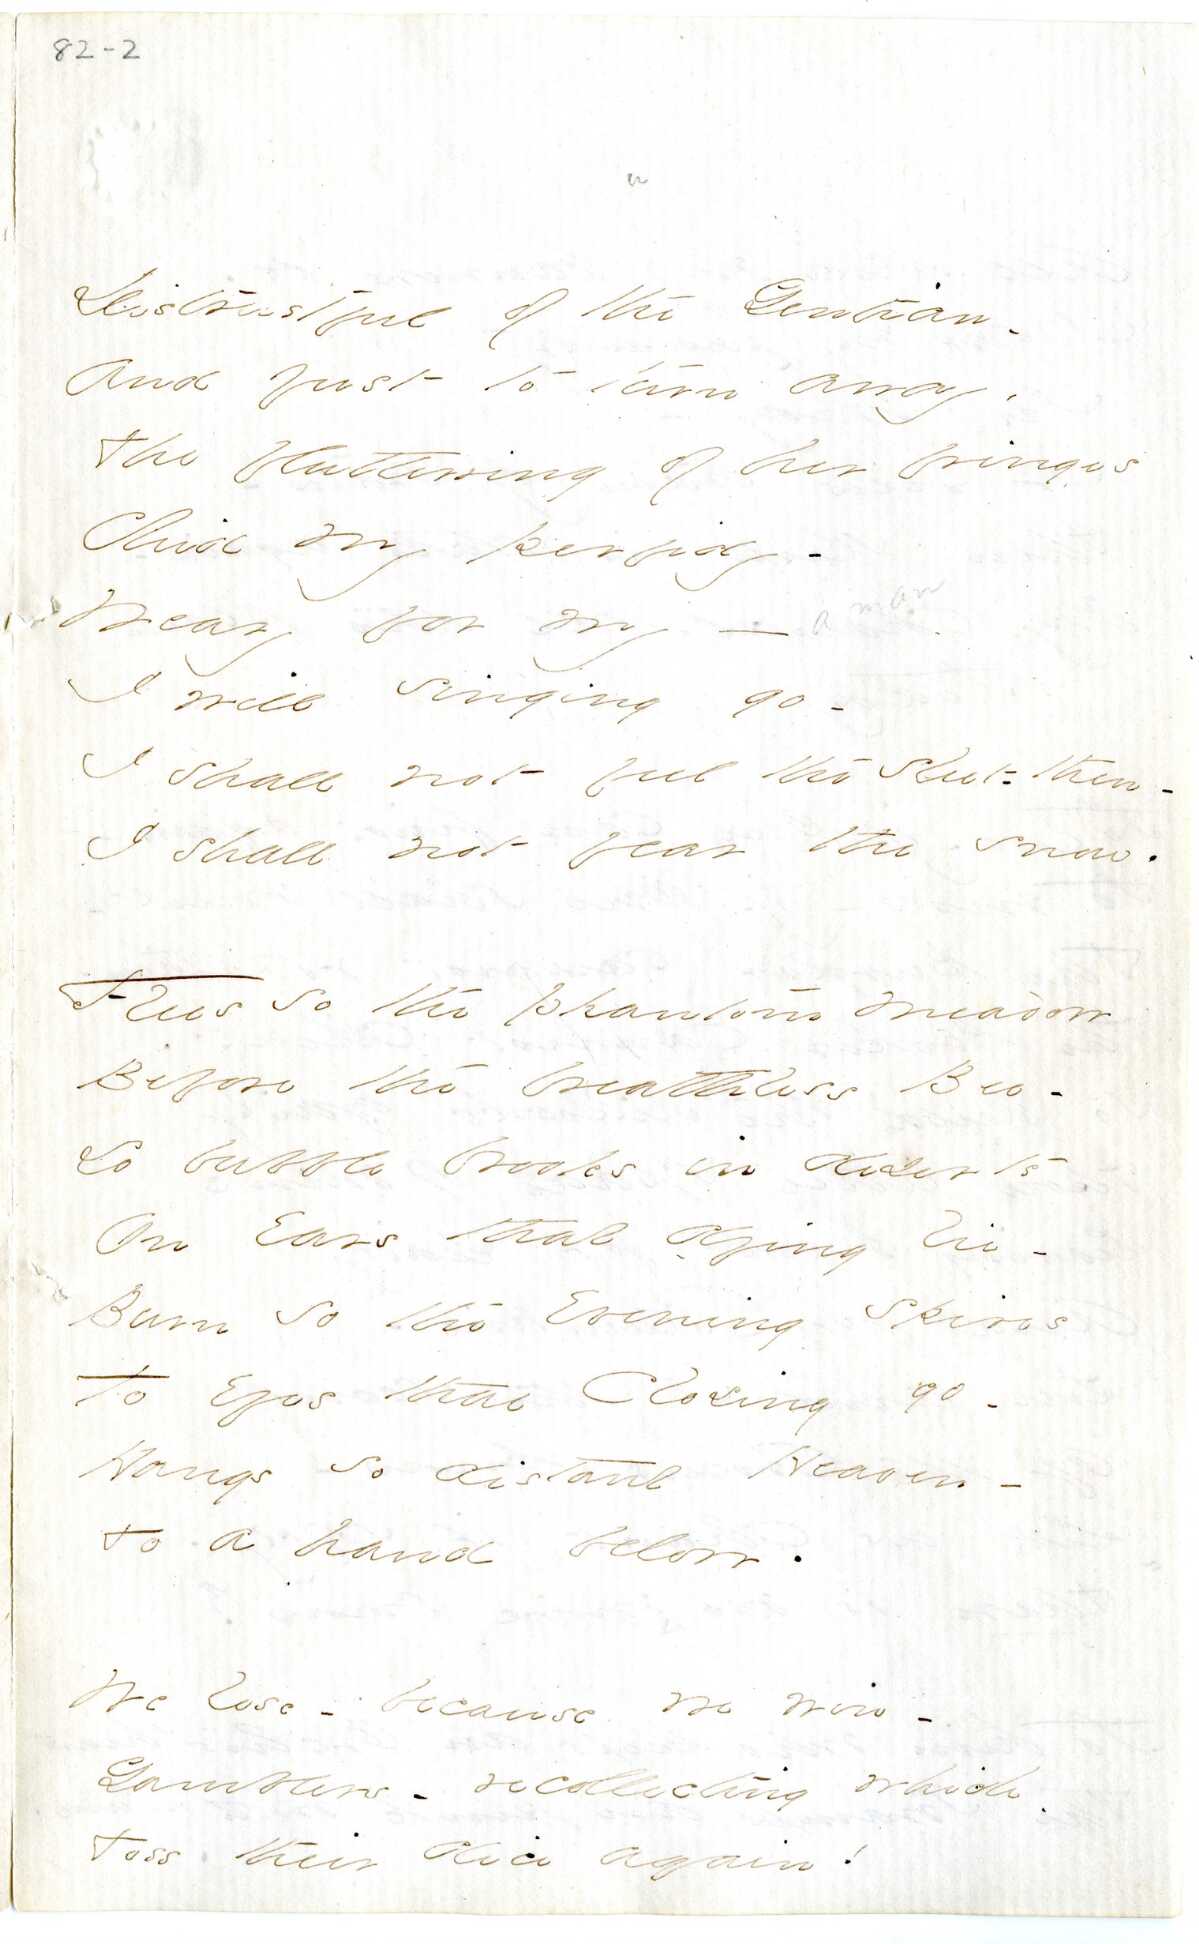 82-2
Distrustful of the Gentian -
And just to turn away,
The fluttering of her fringes
Chid my perfidy -
Weary for my — a man
I will singing go -
I shall not feel the sleet - then -
I shall not fear the snow.
Flees so the phantom meadow
Before the breathless Bee -
So bubble brooks in deserts
On Ears that dying lie -
Burn so the Evening Spires
To Eyes that Closing go -
Hangs so distant Heaven -
To a hand below.
We lose - because we win -
Gamblers - recollecting which
Toss their dice again!